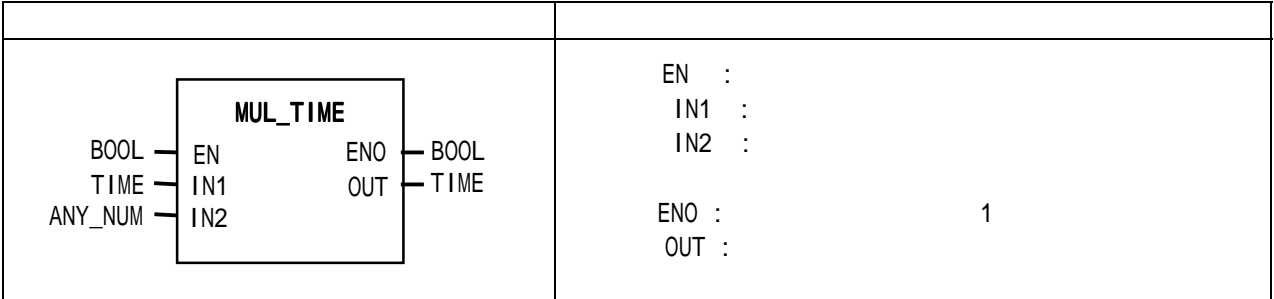 MUL_TIME
BOOL EN ENO BOOL
TIME IN1 OUT TIME
ANY_NUM IN2
EN :
IN1 :
IN2 :
ENO : 1
OUT :